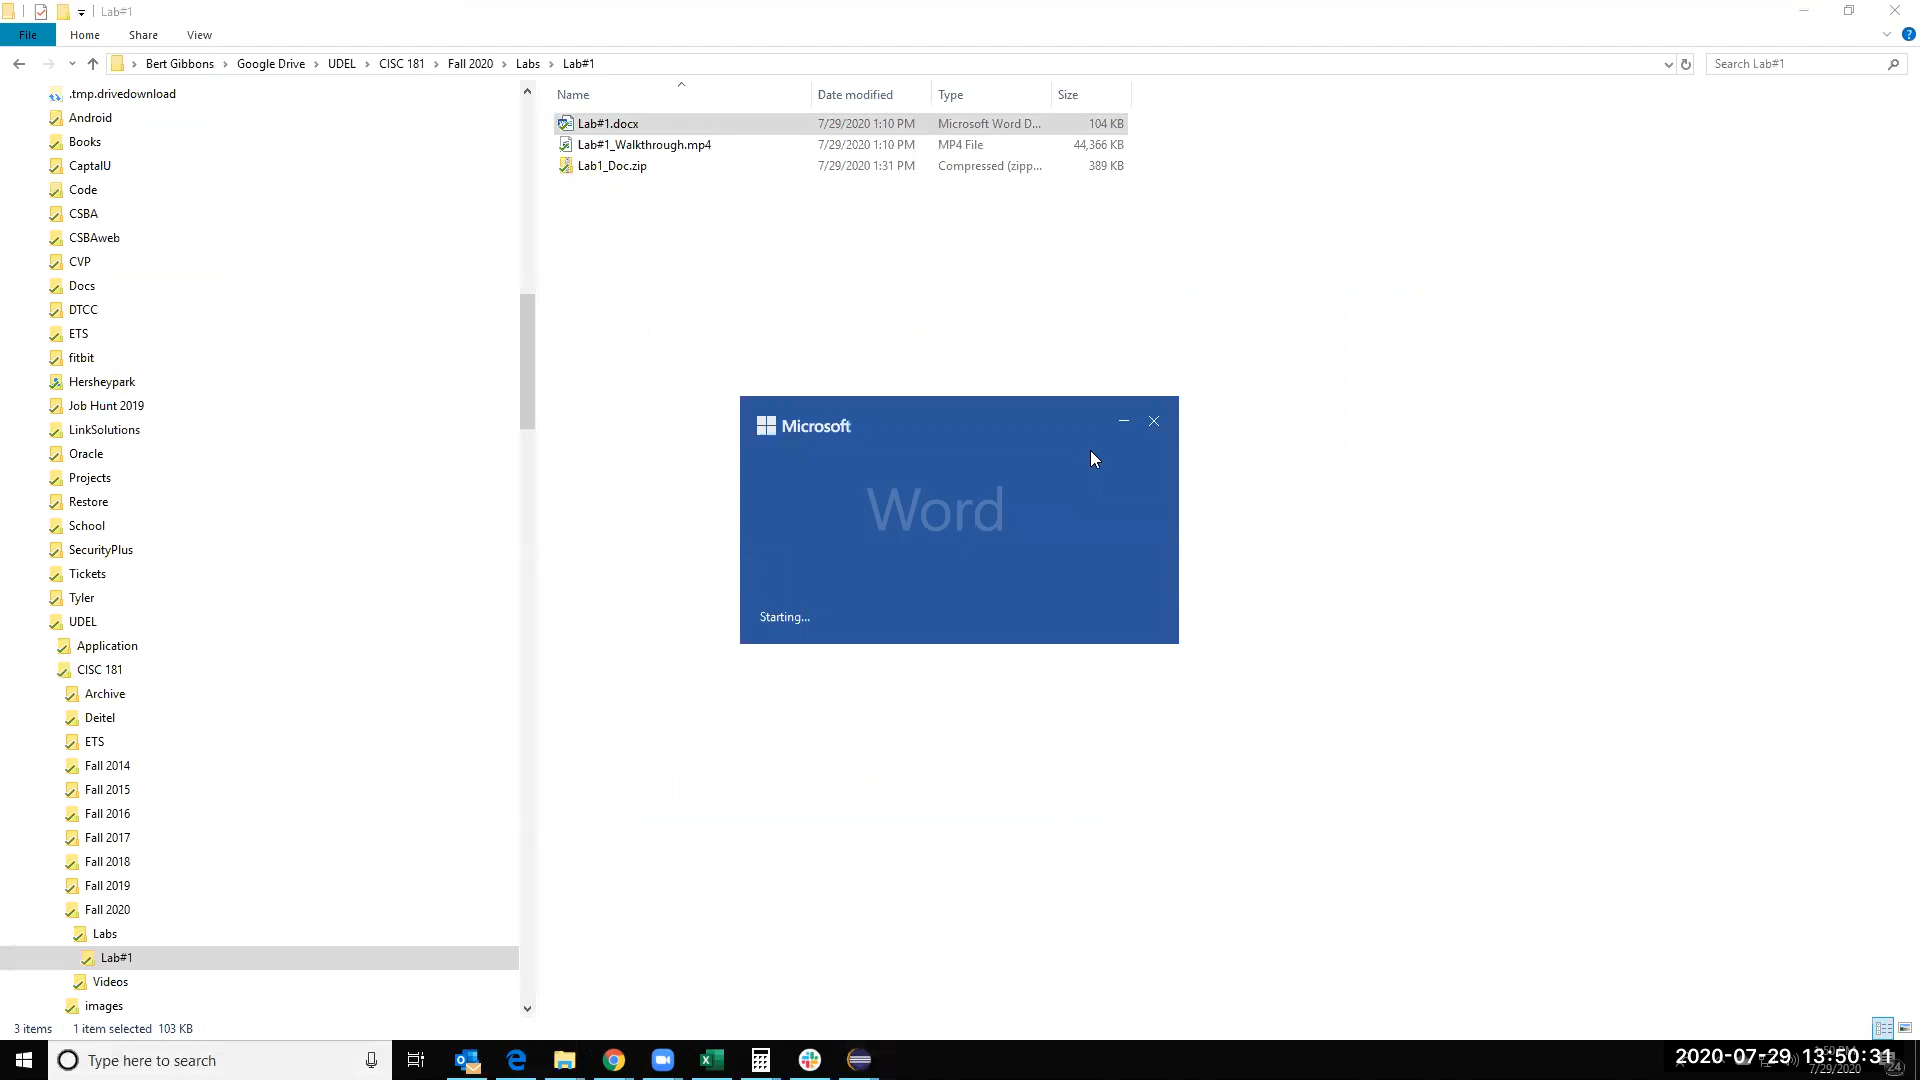 Lab#1
File Home Share View
Bert Gibbons Google Drive UDEL CISC 181 Fall 2020 Labs Lab#1
Search Lab#1
.tmp.drivedownload
Android
Books
CaptalU
Code
CSBA
CSBAweb
CVP
Docs
DTCC
ETS
fitbit
Hersheypark
Job Hunt 2019
LinkSolutions
Oracle
Projects
Restore
School
SecurityPlus
Tickets
Tyler
UDEL
Application
CISC 181
Archive
Deitel
ETS
Fall 2014
Fall 2015
Fall 2016
Fall 2017
Fall 2018
Fall 2019
Fall 2020
Labs
Lab#1
Videos
images
Name Date modified Type Size
Lab#1.docx 7/29/2020 1:10 PM Microsoft Word D... 104 KB
Lab#1_Walkthrough.mp4 7/29/2020 1:10 PM MP4 File 44,366 KB
Lab1_Doc.zip 7/29/2020 1:31 PM Compressed (zipp... 389 KB
Microsoft
Word
Starting...
3 items 1 item selected 103 KB
Type here to search
2020-07-29 13:50:31
7/29/2020
24